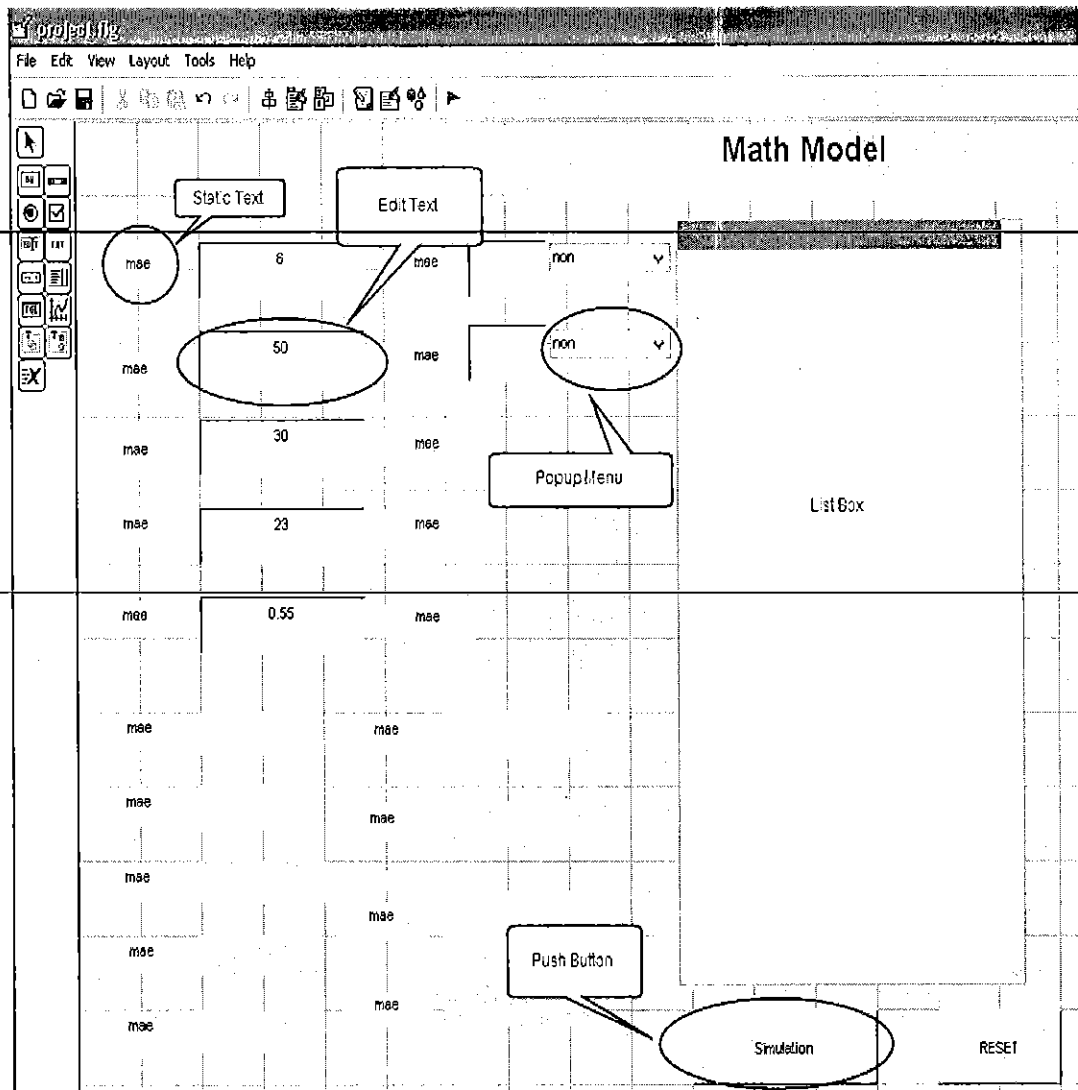 project.fig
File Edit View Layout Tools Help
Math Model
Static Text
Edit Text
mae 6 mae non
mae 50 mae non
mae 30 mae
Popup Menu
List Box
mae 23 mae
mae 0.55 mae
mae mae
mae
mae
mae
mae
mae
Push Button
mae
mae
mae
Simulation RESET